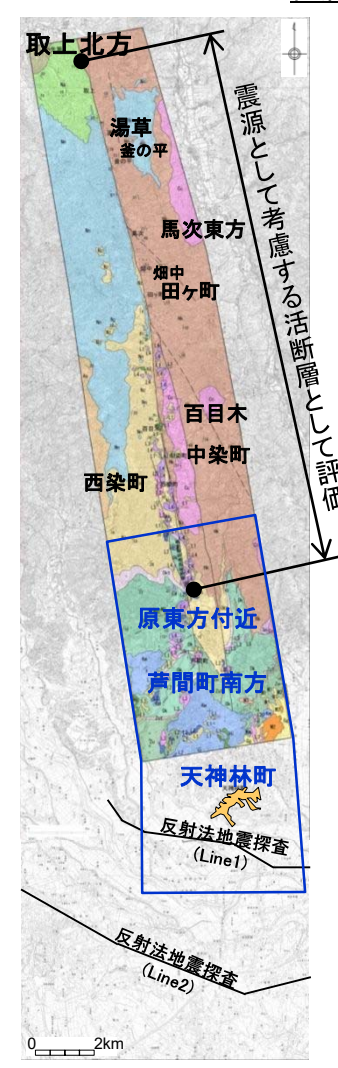 取上北方
湯草
釜の平
馬次東方
畑中
田ヶ町
震源として考慮する活断層として評価
百目木
中染町
西染町
原東方付近
芦間町南方
天神林町
反射法地震探査
(Line1)
反射法地震探査
(Line2)
0 2km